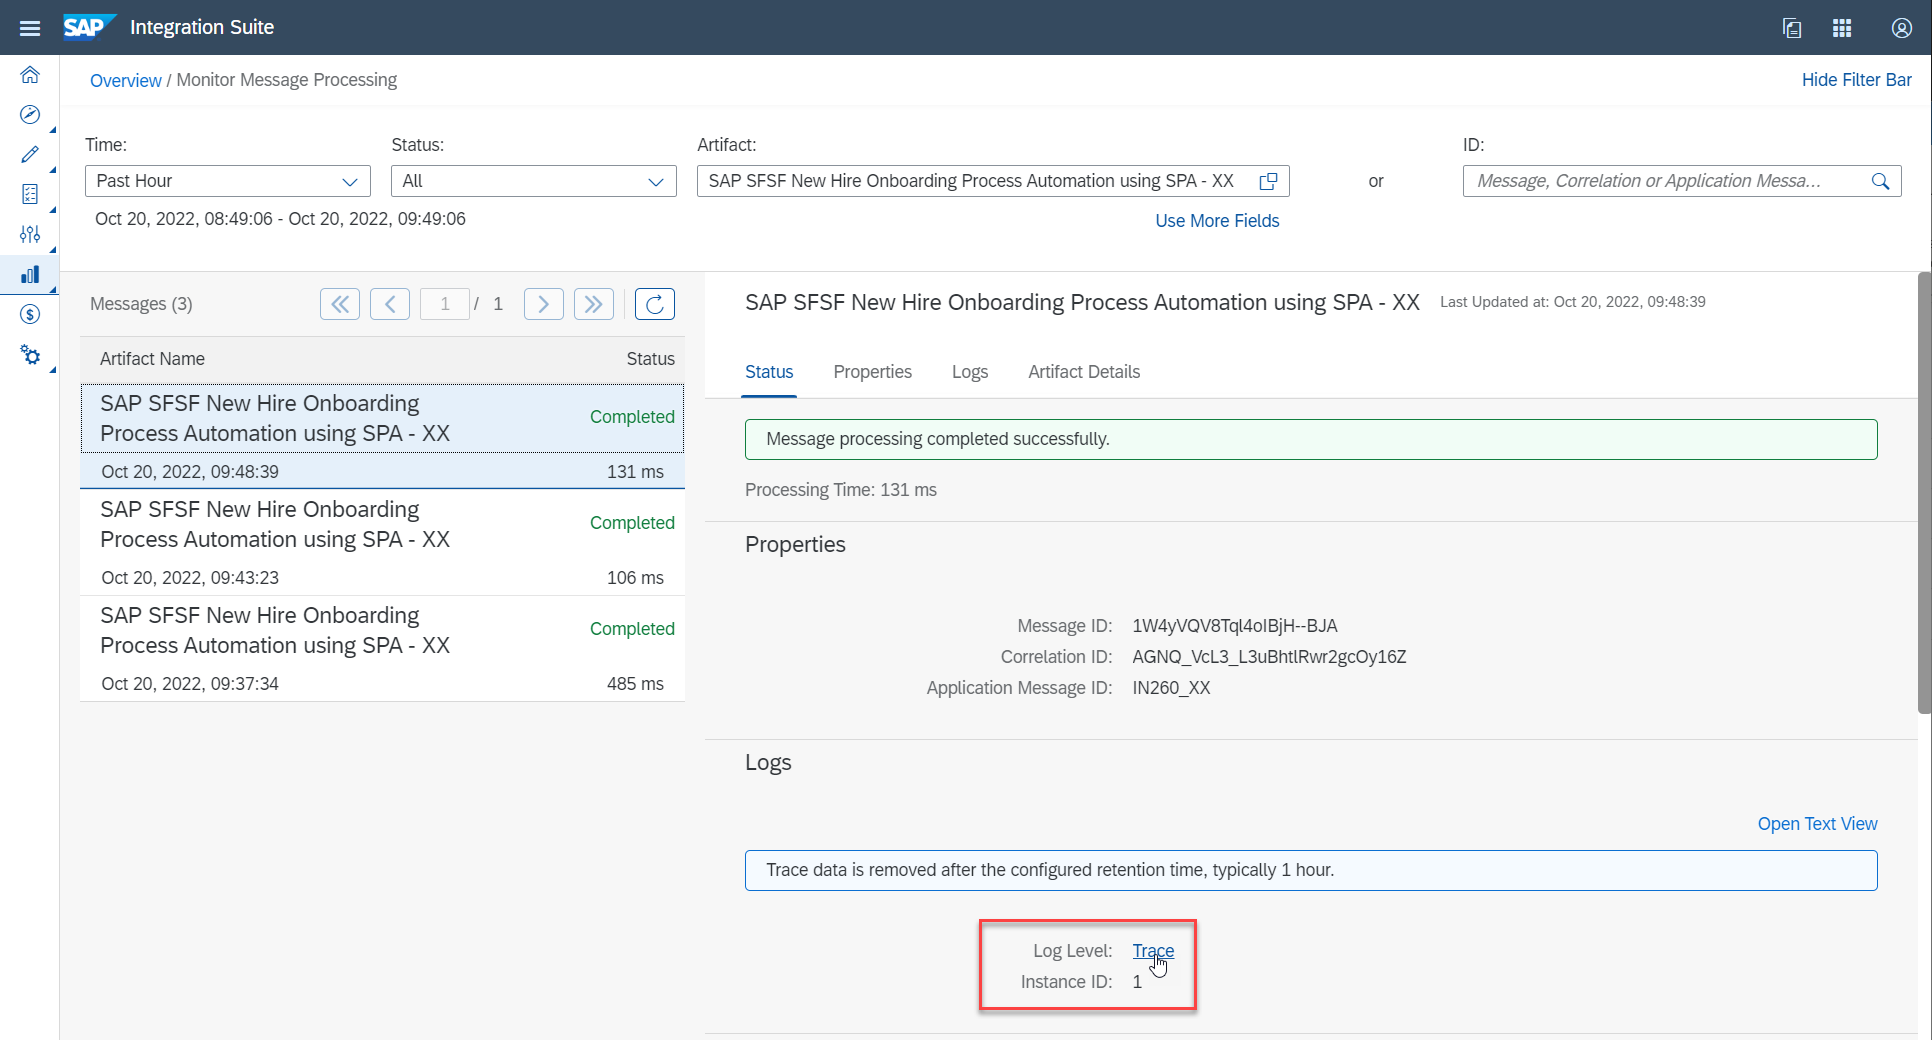 SAP Integration Suite
Overview / Monitor Message Processing
Hide Filter Bar
Time: Status: Artifact: ID:
Past Hour All SAP SFSF New Hire Onboarding Process Automation using SPA - XX or Message, Correlation or Application Messa...
Oct 20, 2022, 08:49:06 - Oct 20, 2022, 09:49:06
Use More Fields
Messages (3) 1 / 1
Artifact Name Status
SAP SFSF New Hire Onboarding
Process Automation using SPA - XX
Completed
Oct 20, 2022, 09:48:39 131 ms
SAP SFSF New Hire Onboarding
Process Automation using SPA - XX
Completed
Oct 20, 2022, 09:43:23 106 ms
SAP SFSF New Hire Onboarding
Process Automation using SPA - XX
Completed
Oct 20, 2022, 09:37:34 485 ms
SAP SFSF New Hire Onboarding Process Automation using SPA - XX Last Updated at: Oct 20, 2022, 09:48:39
Status Properties Logs Artifact Details
Message processing completed successfully.
Processing Time: 131 ms
Properties
Message ID: 1W4yVQV8Tql4oIBjH--BJA
Correlation ID: AGNQ_VcL3_L3uBhtlRwr2gcOy16Z
Application Message ID: IN260_XX
Logs
Open Text View
Trace data is removed after the configured retention time, typically 1 hour.
Log Level: Trace
Instance ID: 1